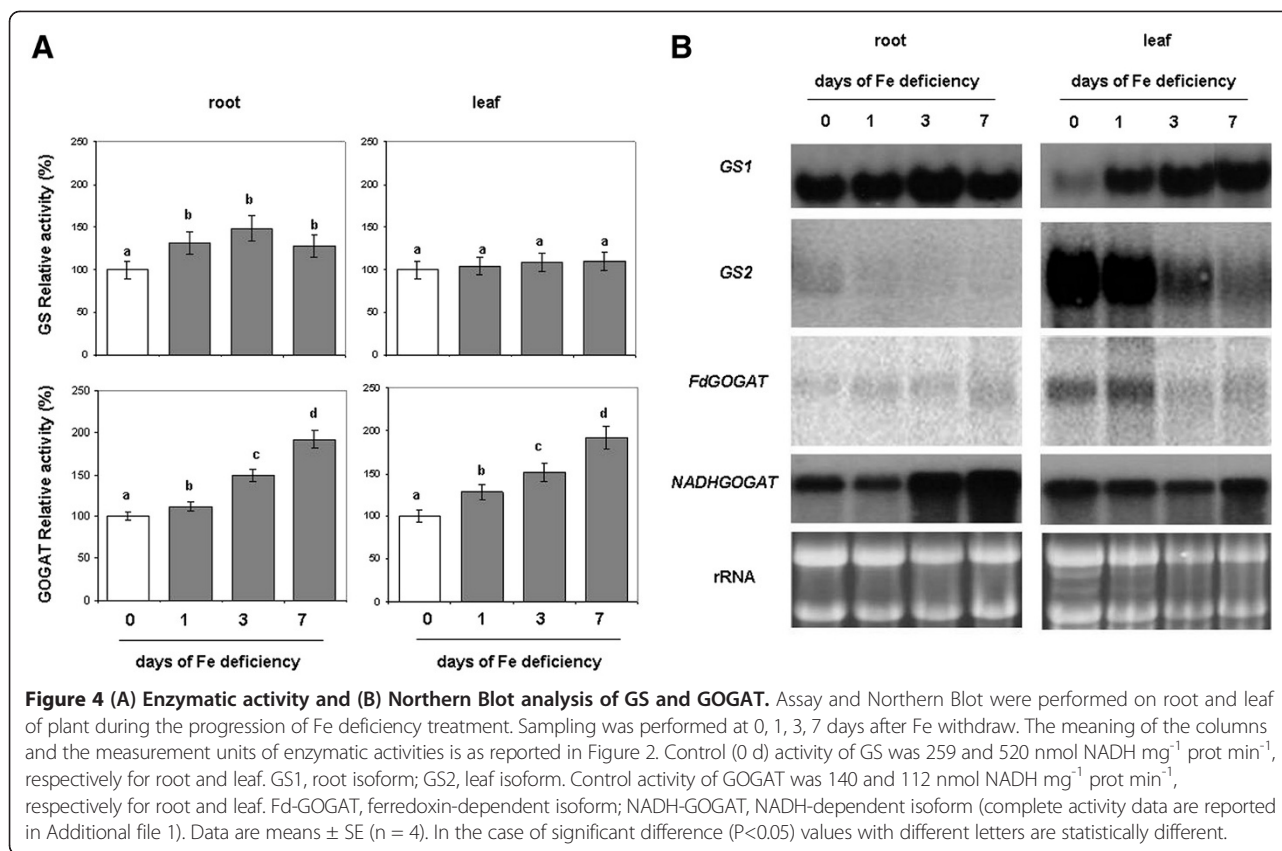 A
root
leaf
GS Relative activity (%)
250
200
150
100
50
0
a
b
b
b
a
a
a
a
GOGAT Relative activity (%)
250
200
150
100
50
0
a
b
c
d
a
b
c
d
0 1 3 7
0 1 3 7
days of Fe deficiency
days of Fe deficiency
B
root
leaf
days of Fe deficiency
days of Fe deficiency
0 1 3 7
0 1 3 7
GS1
GS2
FdGOGAT
NADHGOGAT
rRNA
Figure 4 (A) Enzymatic activity and (B) Northern Blot analysis of GS and GOGAT. Assay and Northern Blot were performed on root and leaf
of plant during the progression of Fe deficiency treatment. Sampling was performed at 0, 1, 3, 7 days after Fe withdraw. The meaning of the columns
and the measurement units of enzymatic activities is as reported in Figure 2. Control (0 d) activity of GS was 259 and 520 nmol NADH mg⁻¹ prot min⁻¹,
respectively for root and leaf. GS1, root isoform; GS2, leaf isoform. Control activity of GOGAT was 140 and 112 nmol NADH mg⁻¹ prot min⁻¹,
respectively for root and leaf. Fd-GOGAT, ferredoxin-dependent isoform; NADH-GOGAT, NADH-dependent isoform (complete activity data are reported
in Additional file 1). Data are means ± SE (n = 4). In the case of significant difference (P<0.05) values with different letters are statistically different.